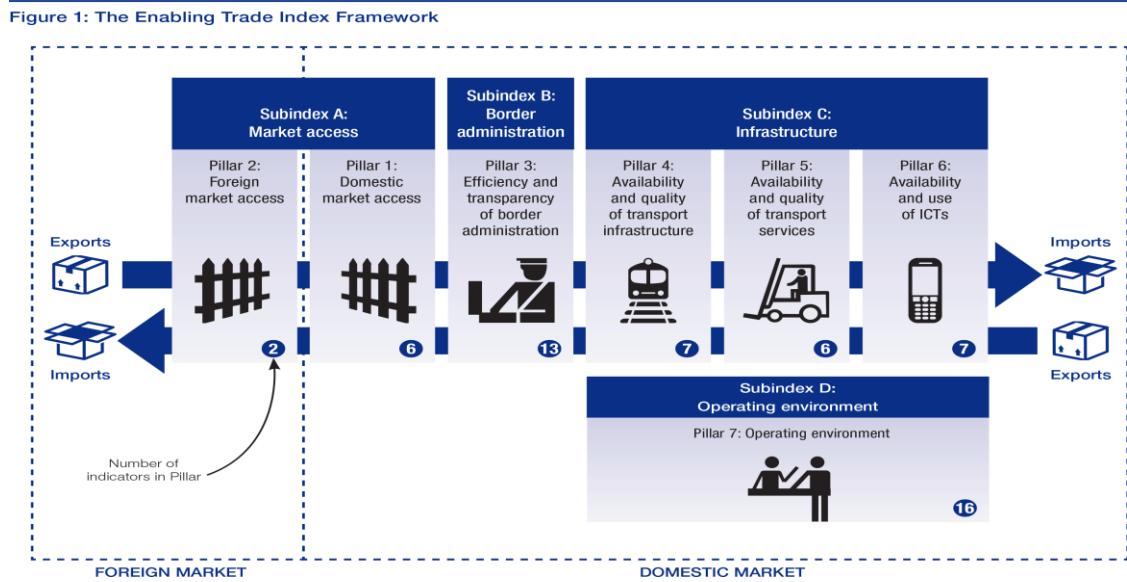 Figure 1: The Enabling Trade Index Framework
Subindex A:
Market access
Subindex B:
Border
administration
Subindex C:
Infrastructure
Pillar 2:
Foreign
market access
Pillar 1:
Domestic
market access
Pillar 3:
Efficiency and
transparency
of border
administration
Pillar 4:
Availability
and quality
of transport
infrastructure
Pillar 5:
Availability
and quality
of transport
services
Pillar 6:
Availability
and use
of ICTs
Exports
Imports
Imports
Exports
2
6
13
7
6
7
Number of
indicators in Pillar
Subindex D:
Operating environment
Pillar 7: Operating environment
16
FOREIGN MARKET
DOMESTIC MARKET